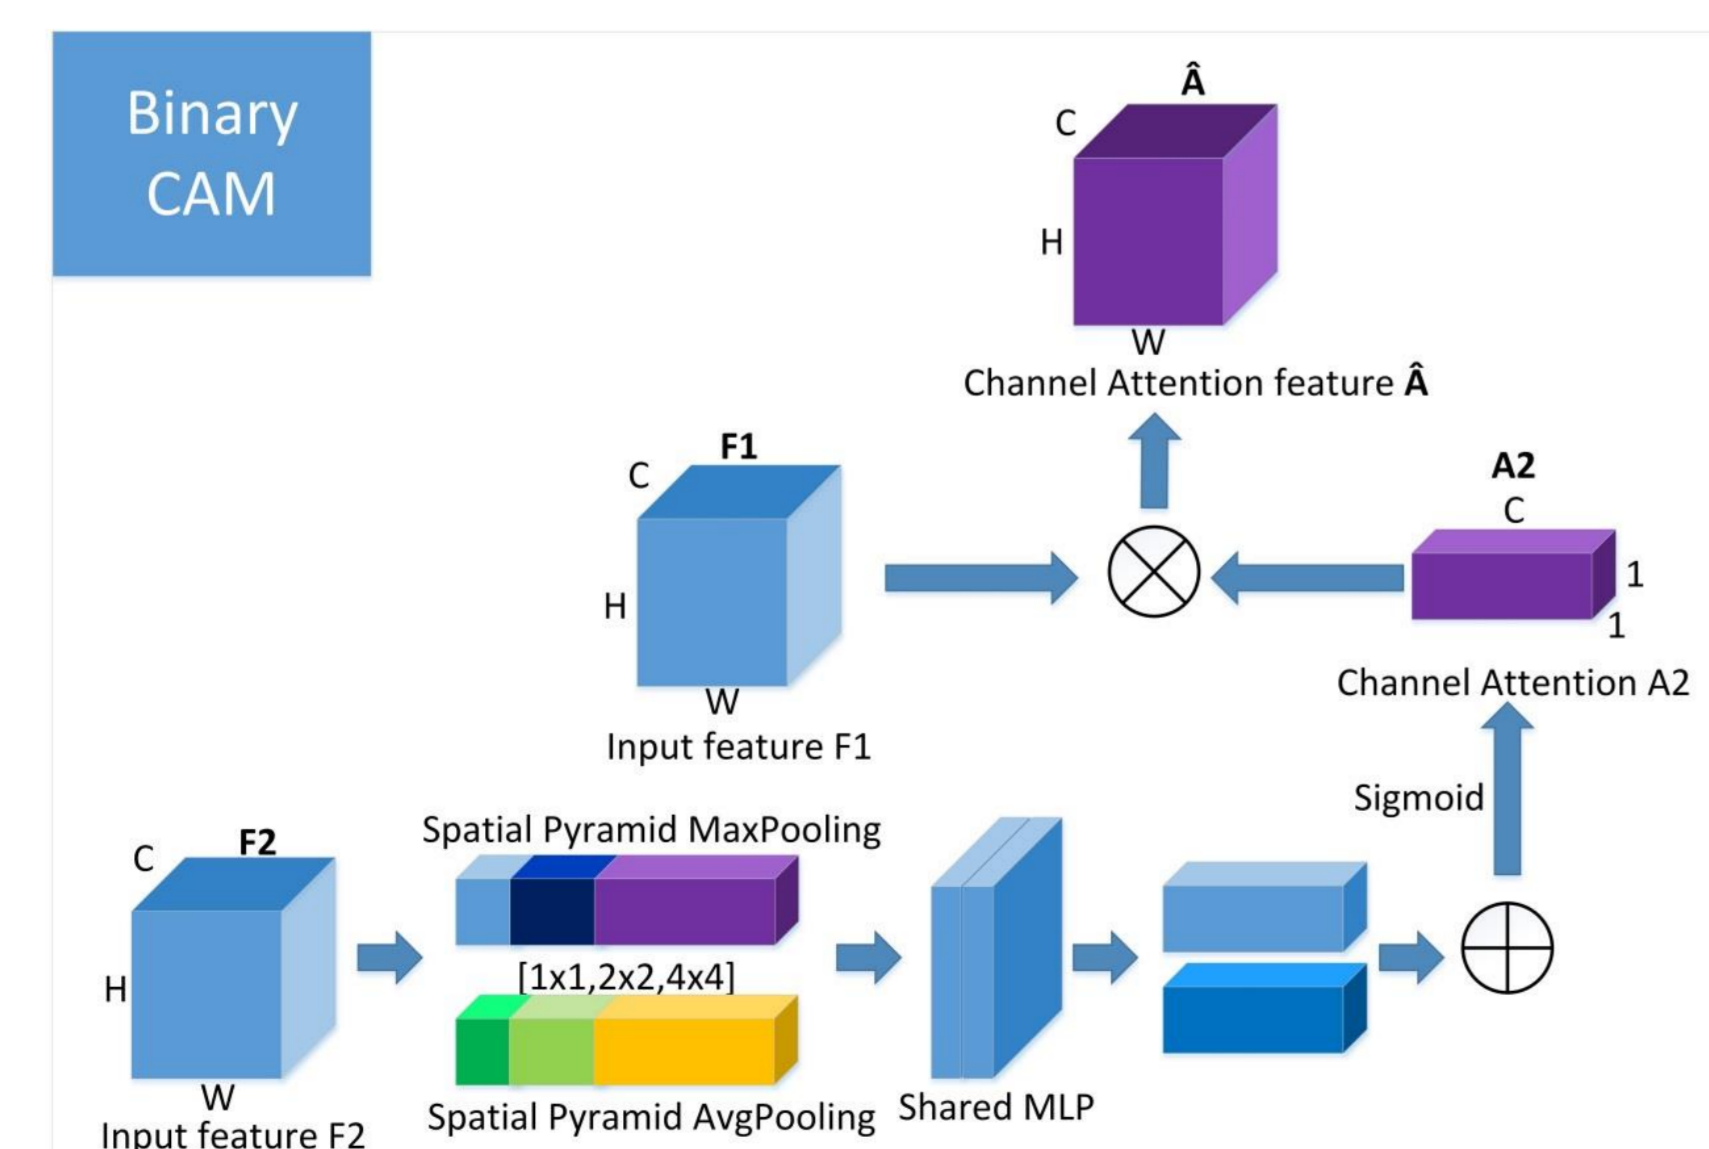 Binary
CAM
Â
C
H
W
Channel Attention feature Â
F1
C
H
W
Input feature F1
A2
C
1
1
Channel Attention A2
Sigmoid
F2
C
H
W
Input feature F2
Spatial Pyramid MaxPooling
[1x1,2x2,4x4]
Spatial Pyramid AvgPooling
Shared MLP